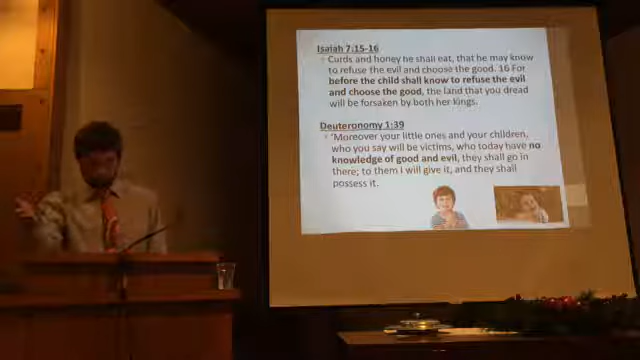 Isaiah 7:15-16
Curds and honey he shall eat, that he may know
to refuse the evil and choose the good. 16 For
before the child shall know to refuse the evil
and choose the good, the land that you dread
will be forsaken by both her kings.
Deuteronomy 1:39
'Moreover your little ones and your children,
who you say will be victims, who today have no
knowledge of good and evil, they shall go in
there; to them I will give it, and they shall
possess it.